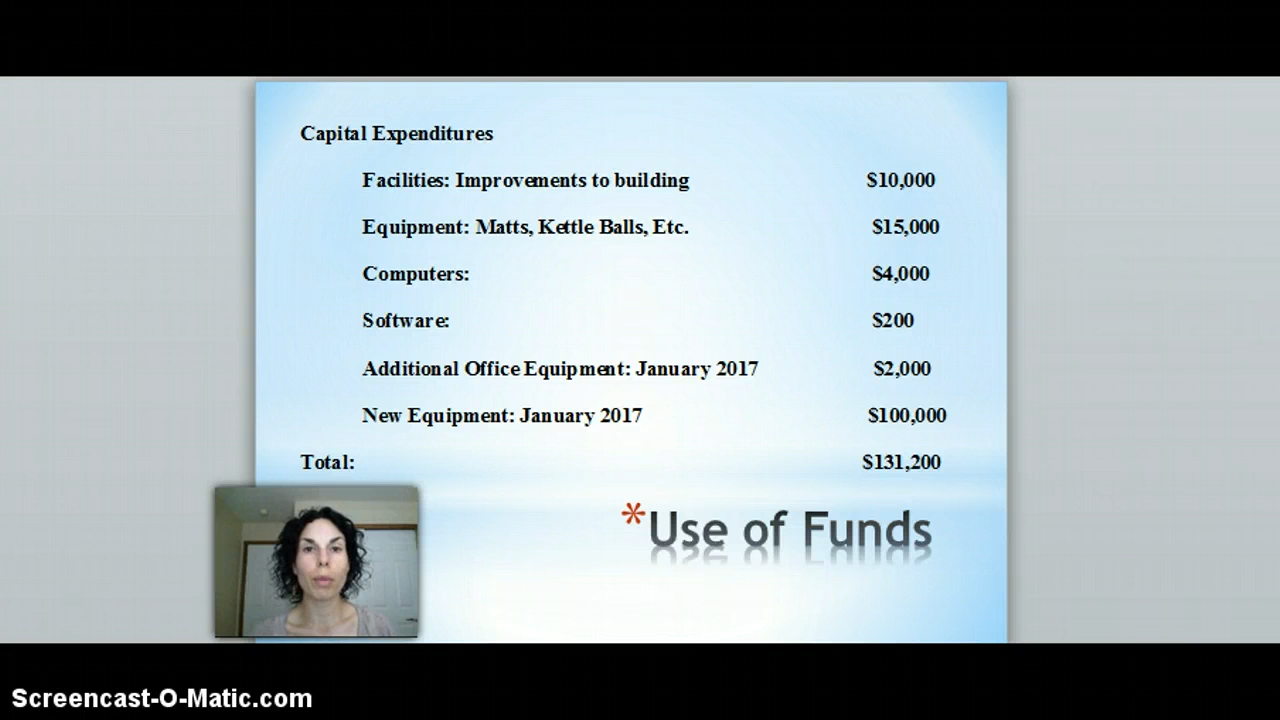 Capital Expenditures
Facilities: Improvements to building $10,000
Equipment: Matts, Kettle Balls, Etc. $15,000
Computers: $4,000
Software: $200
Additional Office Equipment: January 2017 $2,000
New Equipment: January 2017 $100,000
Total: $131,200
*Use of Funds
Screencast-O-Matic.com